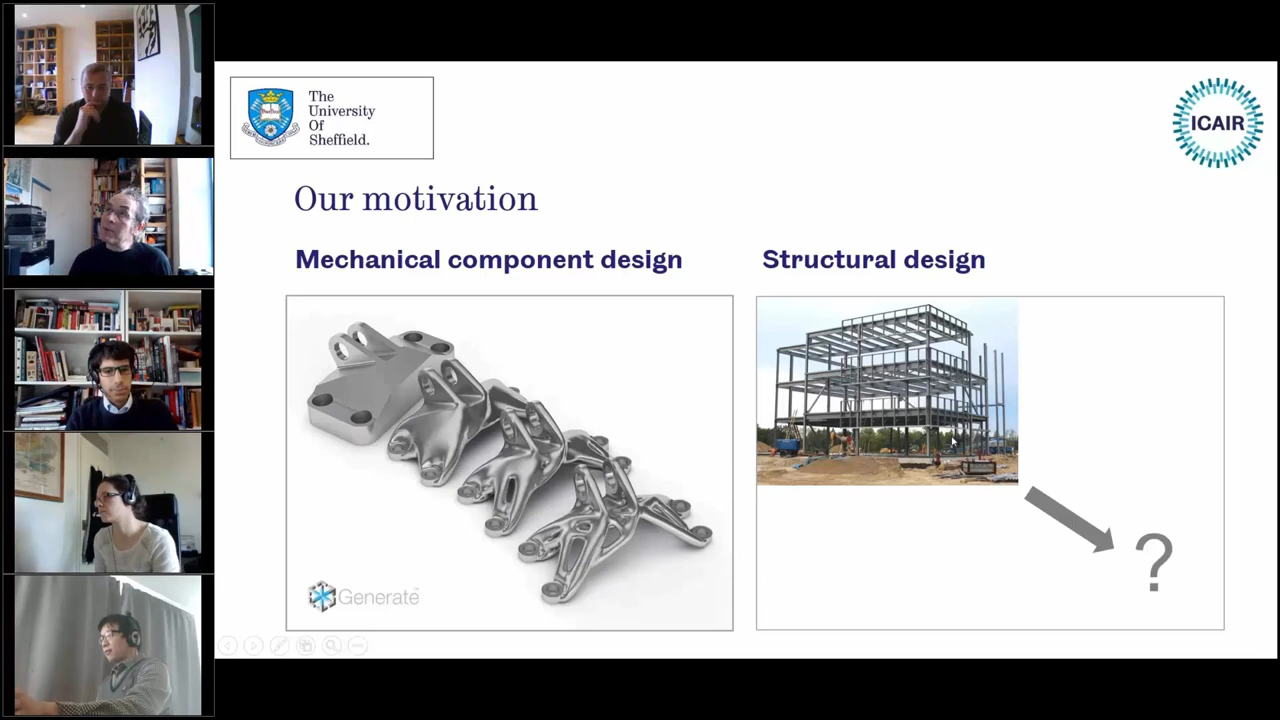 The
University
Of
Sheffield.
ICAIR
Our motivation
Mechanical component design
Structural design
Generate
?